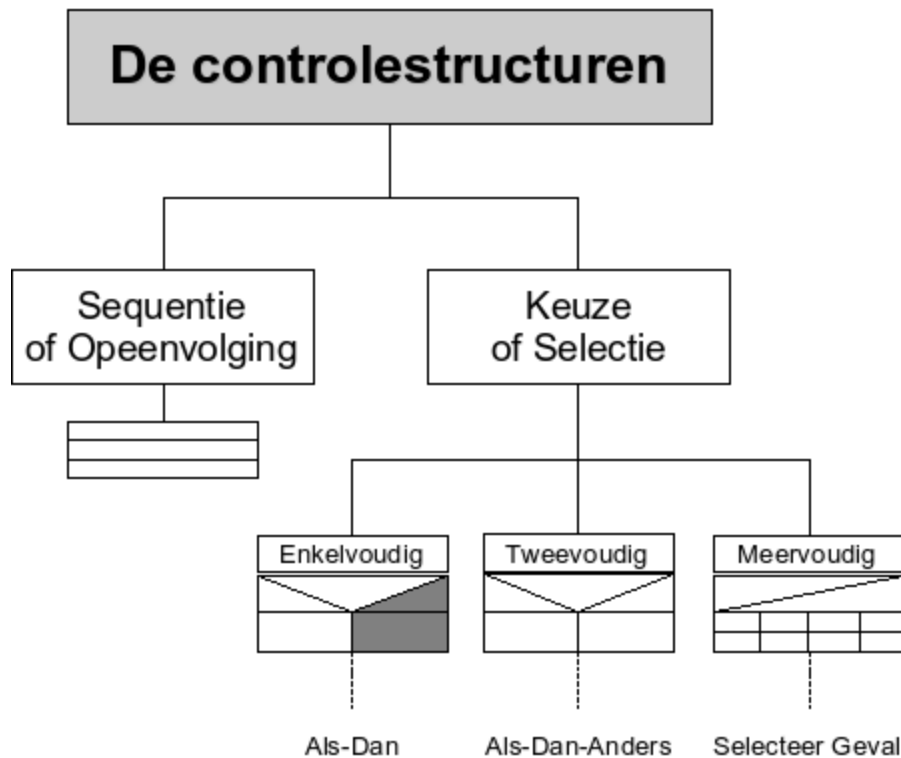 De controlestructuren
Sequentie
of Opeenvolging
Keuze
of Selectie
Enkelvoudig
Tweevoudig
Meervoudig
Als-Dan
Als-Dan-Anders
Selecteer Geval